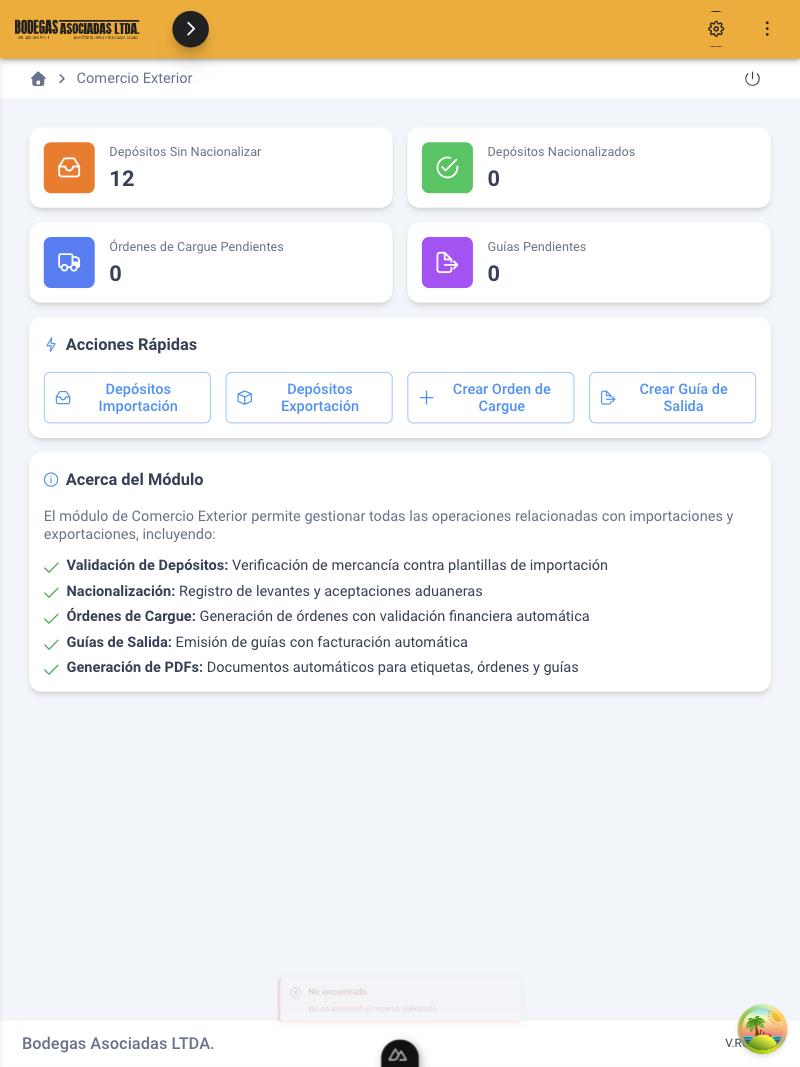 BODEGAS ASOCIADAS LTDA.
Comercio Exterior
Depósitos Sin Nacionalizar
12
Depósitos Nacionalizados
0
Órdenes de Cargue Pendientes
0
Guías Pendientes
0
Acciones Rápidas
Depósitos
Importación
Depósitos
Exportación
Crear Orden de
Cargue
Crear Guía de
Salida
Acerca del Módulo
El módulo de Comercio Exterior permite gestionar todas las operaciones relacionadas con importaciones y
exportaciones, incluyendo:
Validación de Depósitos: Verificación de mercancía contra plantillas de importación
Nacionalización: Registro de levantes y aceptaciones aduaneras
Órdenes de Cargue: Generación de órdenes con validación financiera automática
Guías de Salida: Emisión de guías con facturación automática
Generación de PDFs: Documentos automáticos para etiquetas, órdenes y guías
No encontrado
No se encontró el recurso solicitado.
Bodegas Asociadas LTDA.